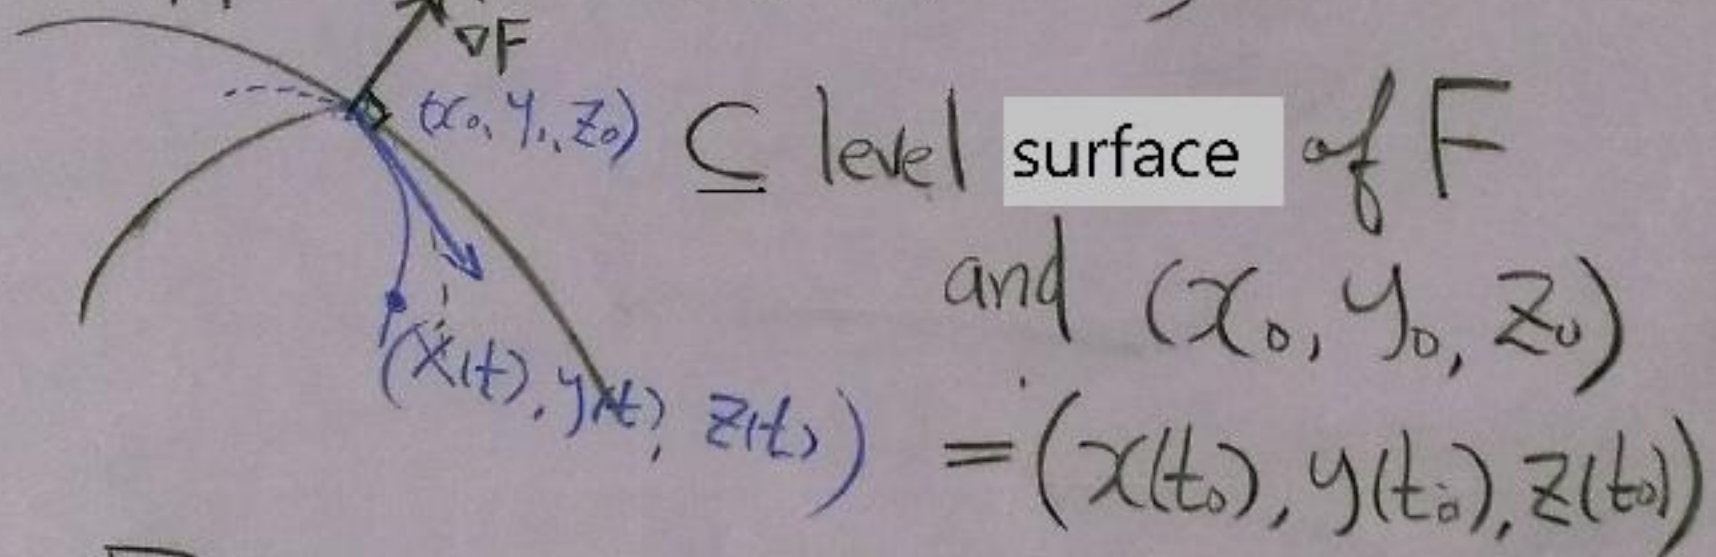 ∇F
(x₀, y₀, z₀) ⊆ level surface of F
and (x₀, y₀, z₀)
(x(t), y(t), z(t))
= (x(t₀), y(t₀), z(t₀))